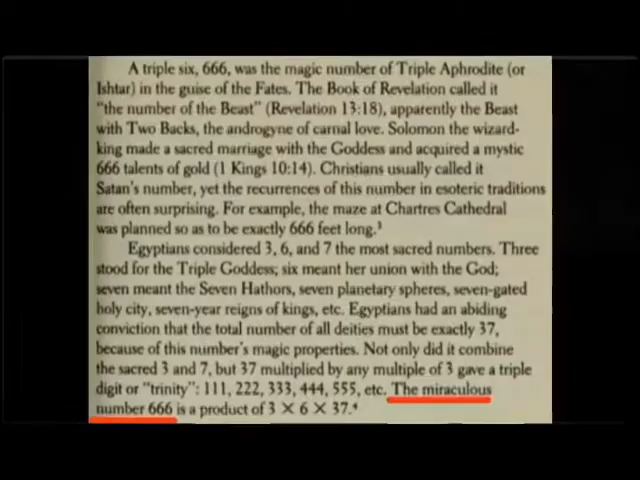 A triple six, 666, was the magic number of Triple Aphrodite (or
Ishtar) in the guise of the Fates. The Book of Revelation called it
"the number of the Beast" (Revelation 13:18), apparently the Beast
with Two Backs, the androgyne of carnal love. Solomon the wizard-
king made a sacred marriage with the Goddess and acquired a mystic
666 talents of gold (1 Kings 10:14). Christians usually called it
Satan's number, yet the recurrences of this number in esoteric traditions
are often surprising. For example, the maze at Chartres Cathedral
was planned so as to be exactly 666 feet long.³
Egyptians considered 3, 6, and 7 the most sacred numbers. Three
stood for the Triple Goddess; six meant her union with the God;
seven meant the Seven Hathors, seven planetary spheres, seven-gated
holy city, seven-year reigns of kings, etc. Egyptians had an abiding
conviction that the total number of all deities must be exactly 37,
because of this number's magic properties. Not only did it combine
the sacred 3 and 7, but 37 multiplied by any multiple of 3 gave a triple
digit or "trinity": 111, 222, 333, 444, 555, etc. The miraculous
number 666 is a product of 3 × 6 × 37.⁴